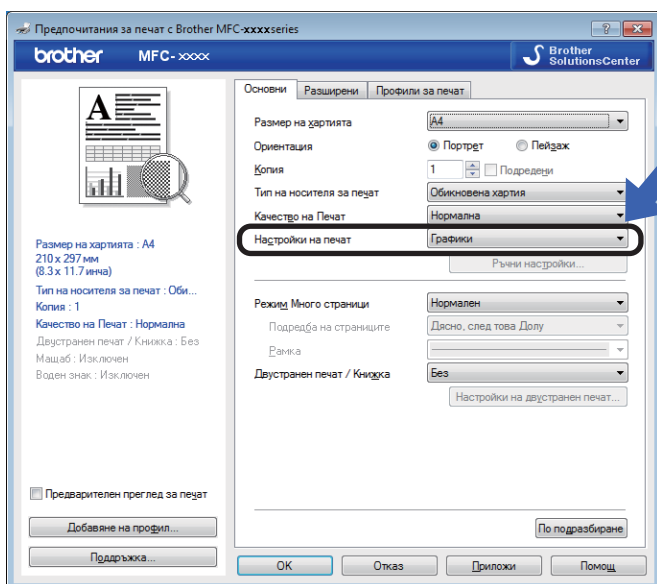 Предпочитания за печат с Brother MFC-xxxxseries
brother MFC- xxxx
Brother
SolutionsCenter
Основни Разширени Профили за печат
Размер на хартията A4
Ориентация Портрет Пейзаж
Копия 1 Подредени
Тип на носителя за печат Обикновена хартия
Качество на Печат Нормална
Настройки на печат Графики
Ръчни настройки...
Режим Много страници Нормален
Подредба на страниците Дясно, след това Долу
Рамка
Двустранен печат / Книжка Без
Настройки на двустранен печат...
A
Размер на хартията : A4
210 x 297 мм
(8.3 x 11.7 инча)
Тип на носителя за печат : Оби...
Копия : 1
Качество на Печат : Нормална
Двустранен печат / Книжка : Без
Мащаб : Изключен
Воден знак : Изключен
Предварителен преглед за печат
Добавяне на профил...
Поддръжка...
По подразбиране
OK Отказ Приложи Помощ